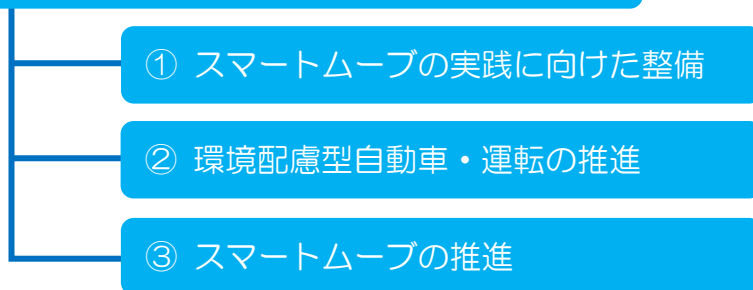 ① スマートムーブの実践に向けた整備
② 環境配慮型自動車・運転の推進
③ スマートムーブの推進